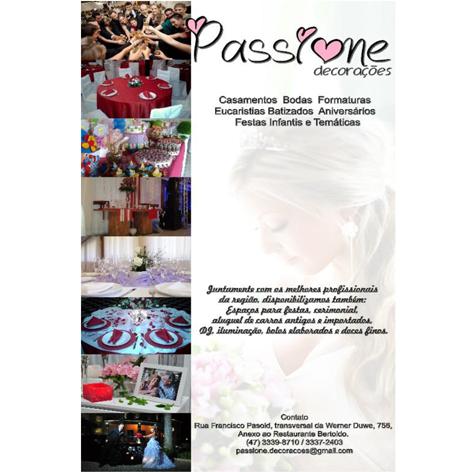 Passione
decorações
Casamentos Bodas Formaturas
Eucaristias Batizados Aniversários
Festas Infantis e Temáticas
Juntamente com os melhores profissionais
da região, disponibilizamos também:
Espaços para festas, cerimonial,
aluguel de carros antigos e importados,
DJ, iluminação, bolos elaborados e doces finos.
Contato
Rua Francisco Pasold, transversal da Werner Duwe, 756,
Anexo ao Restaurante Bertoldo.
(47) 3339-8710 / 3337-2403
passione.decoracoes@gmail.com